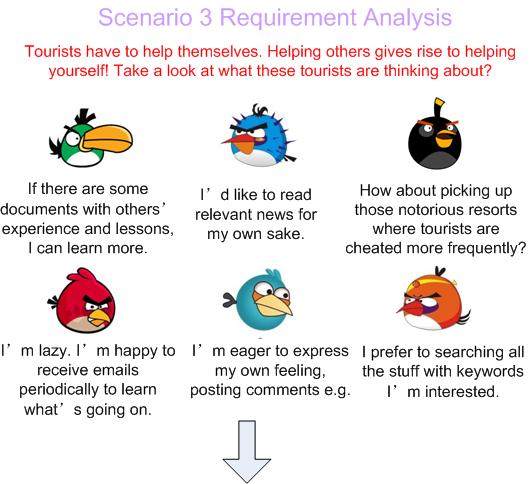 Scenario 3 Requirement Analysis
Tourists have to help themselves. Helping others gives rise to helping
yourself! Take a look at what these tourists are thinking about?
If there are some
documents with others’
experience and lessons,
I can learn more.
I’d like to read
relevant news for
my own sake.
How about picking up
those notorious resorts
where tourists are
cheated more frequently?
I’m lazy. I’m happy to
receive emails
periodically to learn
what’s going on.
I’m eager to express
my own feeling,
posting comments e.g.
I prefer to searching all
the stuff with keywords
I’m interested.